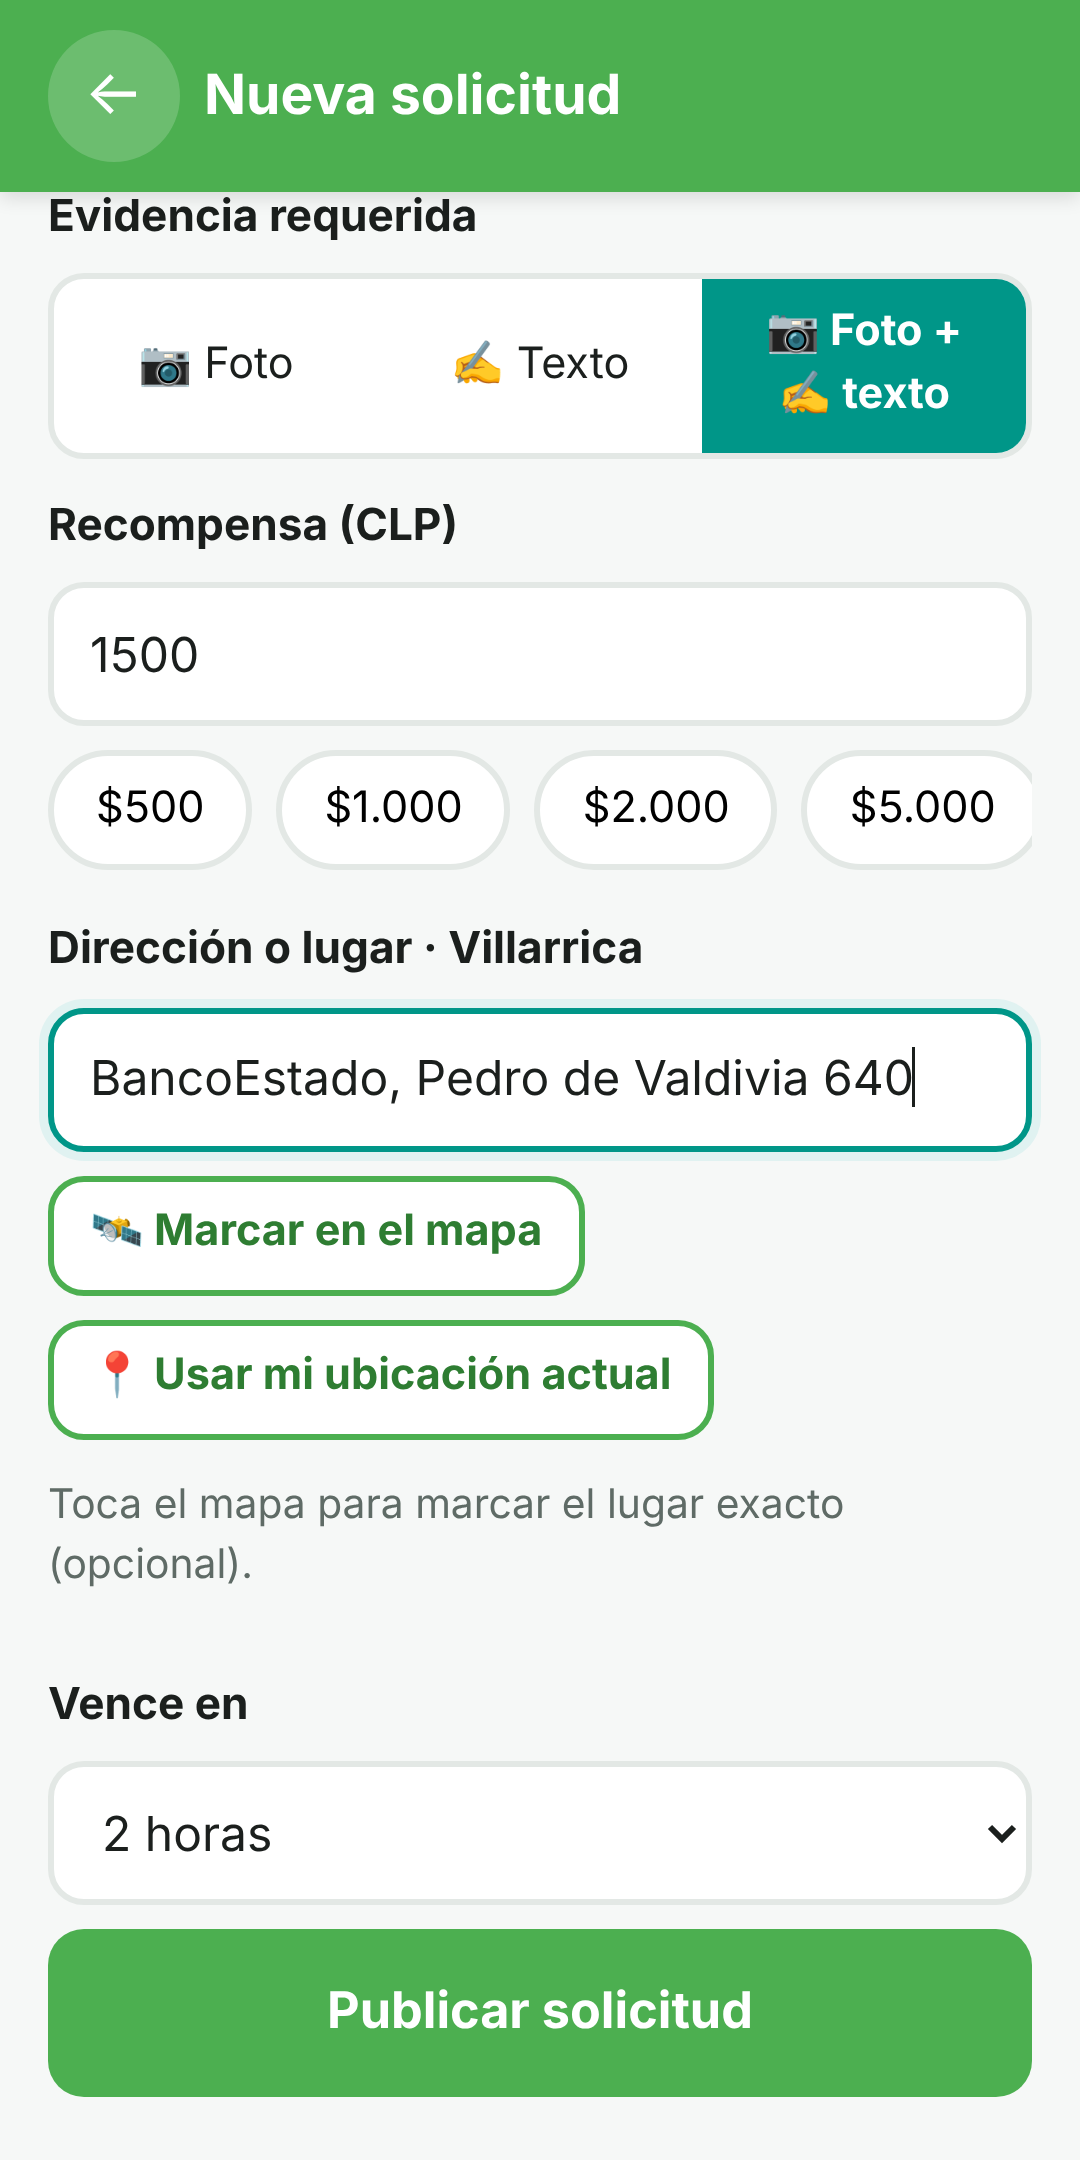 Nueva solicitud
Evidencia requerida
Foto
Texto
Foto +
texto
Recompensa (CLP)
1500
$500
$1.000
$2.000
$5.000
Dirección o lugar · Villarrica
BancoEstado, Pedro de Valdivia 640
Marcar en el mapa
Usar mi ubicación actual
Toca el mapa para marcar el lugar exacto
(opcional).
Vence en
2 horas
Publicar solicitud